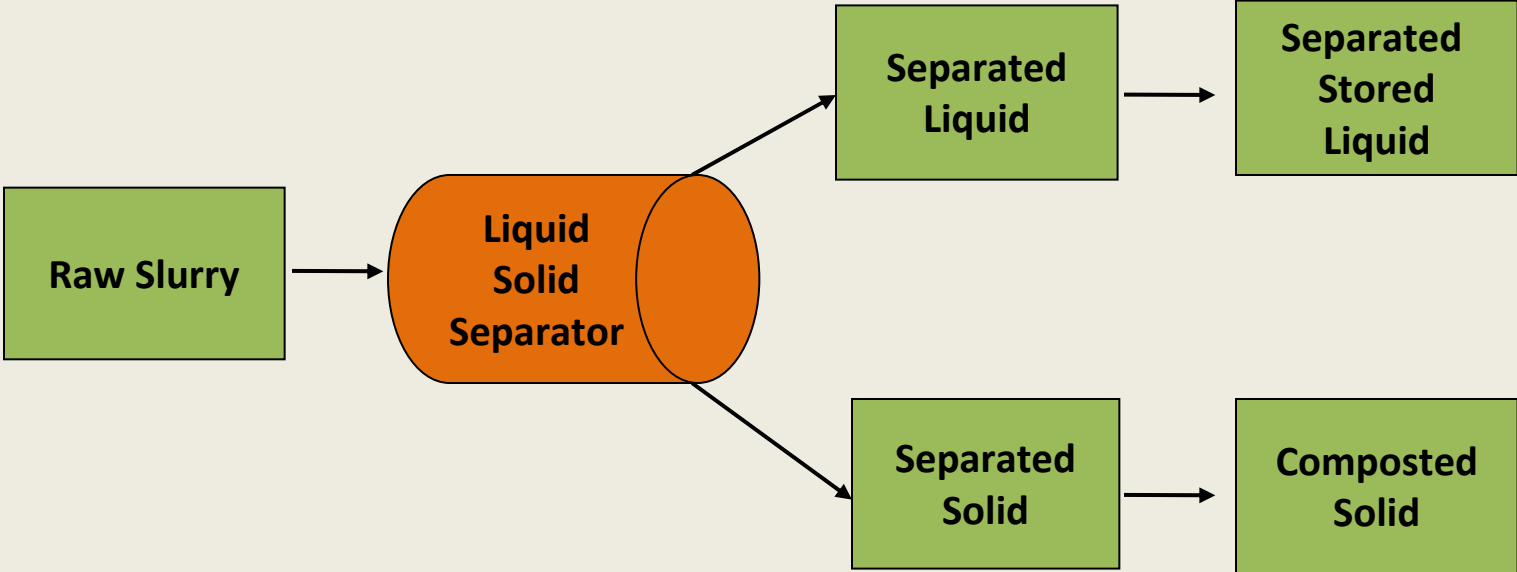 Raw Slurry
Liquid
Solid
Separator
Separated
Liquid
Separated
Stored
Liquid
Separated
Solid
Composted
Solid